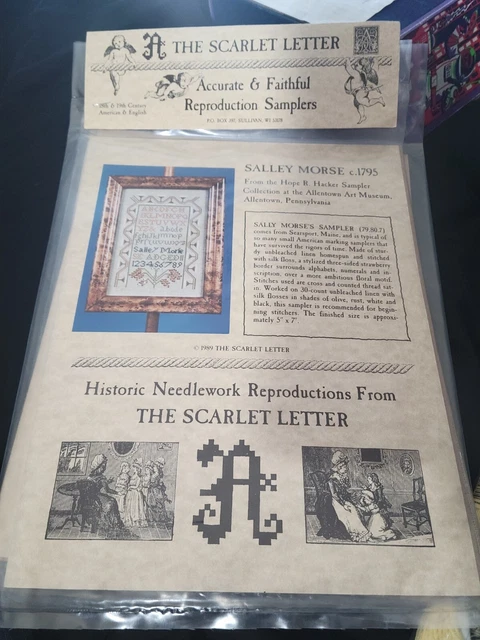 A THE SCARLET LETTER
Accurate & Faithful
Reproduction Samplers
18th & 19th Century
American & English
P.O. BOX 397, SULLIVAN, WI 53178
SALLEY MORSE c.1795
From the Hope R. Hacker Sampler
Collection at the Allentown Art Museum,
Allentown, Pennsylvania
SALLY MORSE'S SAMPLER (79.80.7)
comes from Searsport, Maine, and is typical of
so many small American marking samplers that
have survived the rigors of time. Made of stur-
dy unbleached linen homespun and stitched
with silk floss, a stylized three-sided strawberry
border surrounds alphabets, numerals and in-
scription, over a more ambitious floral motif.
Stitches used are cross and counted thread sat-
in. Worked on 30-count unbleached linen with
silk flosses in shades of olive, rust, white and
black, this sampler is recommended for begin-
ning stitchers. The finished size is approxi-
mately 5" x 7"
© 1989 THE SCARLET LETTER
Historic Needlework Reproductions From
THE SCARLET LETTER
A